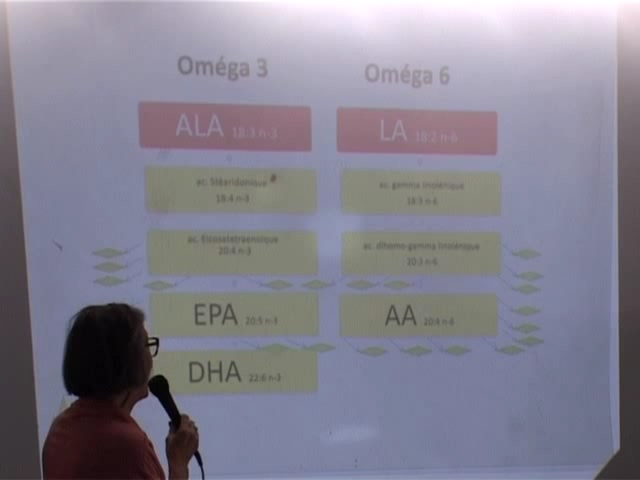 Oméga 3
Oméga 6
ALA 18:3 n-3
LA 18:2 n-6
ac. Stéaridonique
18:4 n-3
ac. gamma linolénique
18:3 n-6
ac. Eicosatetraenoique
20:4 n-3
ac. dihomo-gamma linolénique
20:3 n-6
EPA 20:5 n-3
AA 20:4 n-6
DHA 22:6 n-3